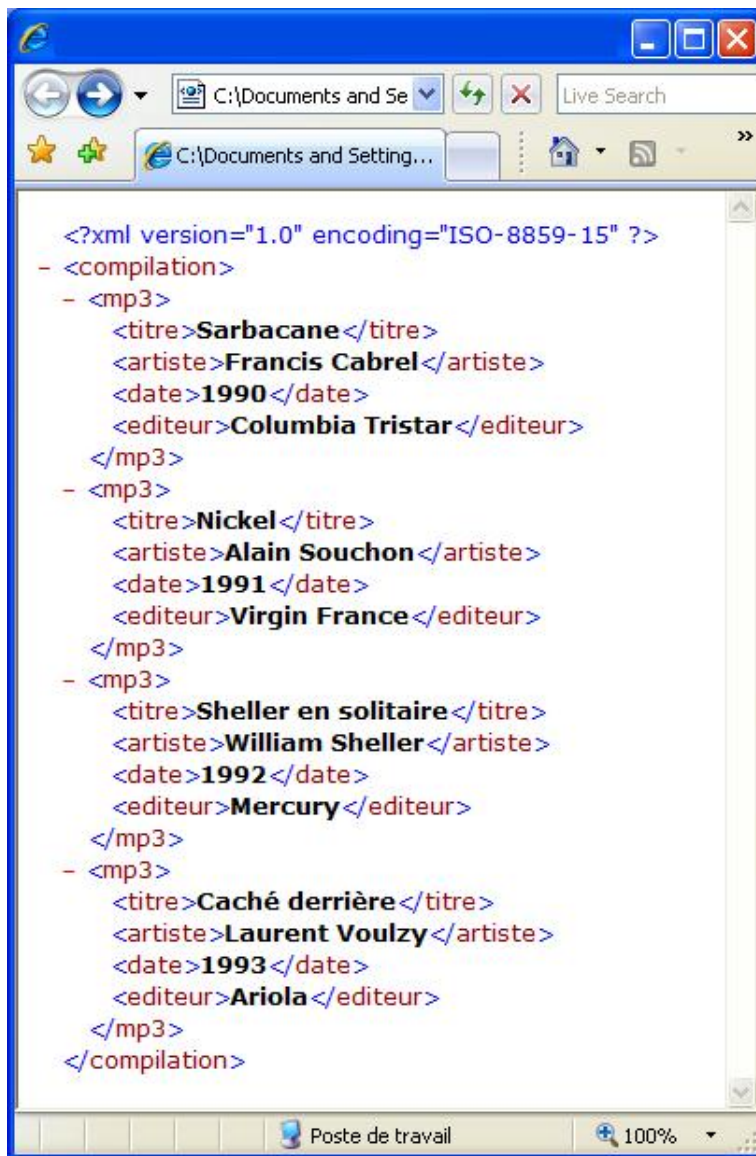 C:\Documents and Se
Live Search
C:\Documents and Setting...
»
<?xml version="1.0" encoding="ISO-8859-15" ?>
- <compilation>
- <mp3>
<titre>Sarbacane</titre>
<artiste>Francis Cabrel</artiste>
<date>1990</date>
<editeur>Columbia Tristar</editeur>
</mp3>
- <mp3>
<titre>Nickel</titre>
<artiste>Alain Souchon</artiste>
<date>1991</date>
<editeur>Virgin France</editeur>
</mp3>
- <mp3>
<titre>Sheller en solitaire</titre>
<artiste>William Sheller</artiste>
<date>1992</date>
<editeur>Mercury</editeur>
</mp3>
- <mp3>
<titre>Caché derrière</titre>
<artiste>Laurent Voulzy</artiste>
<date>1993</date>
<editeur>Ariola</editeur>
</mp3>
</compilation>
Poste de travail
100%